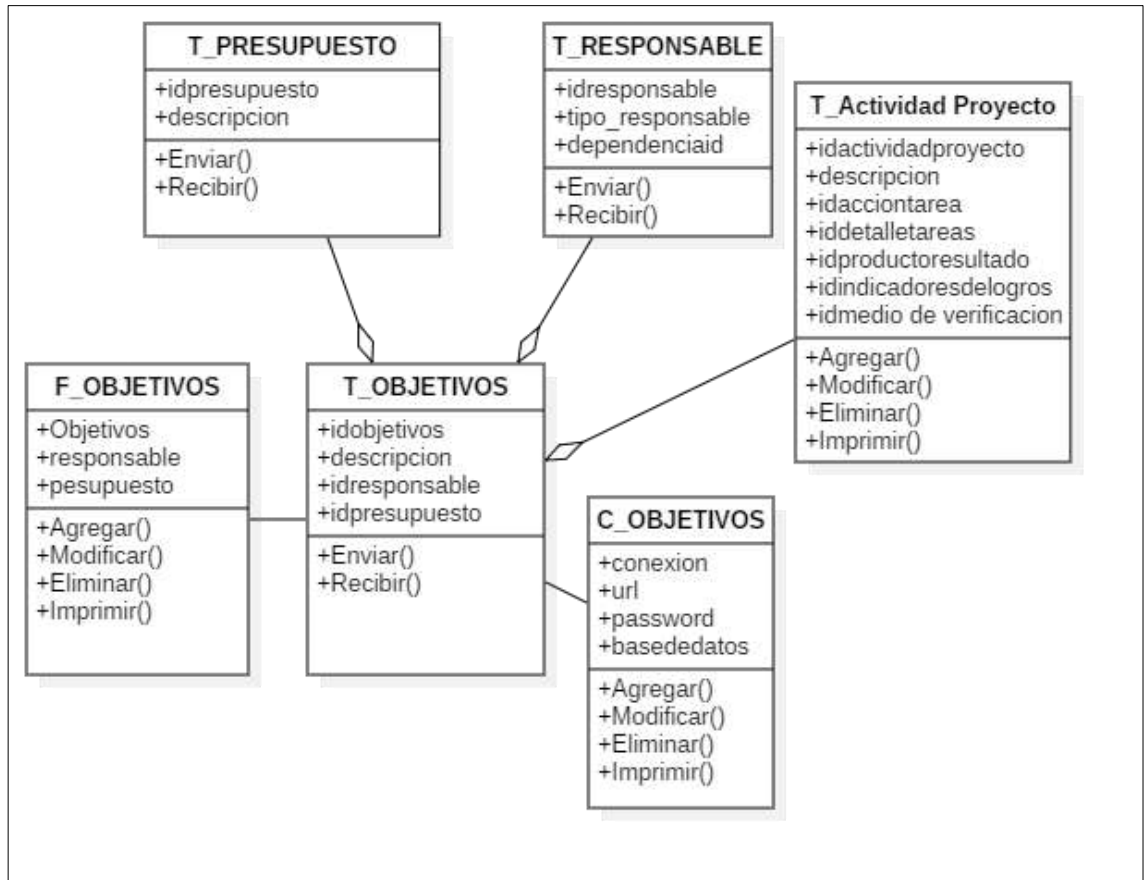 T_PRESUPUESTO
+idpresupuesto
+descripcion
+Enviar()
+Recibir()
T_RESPONSABLE
+idresponsable
+tipo_responsable
+dependenciaid
+Enviar()
+Recibir()
T_Actividad Proyecto
+idactividadproyecto
+descripcion
+idacciontarea
+iddetalletareas
+idproductoresultado
+idindicadoresdelogros
+idmedio de verificacion
+Agregar()
+Modificar()
+Eliminar()
+Imprimir()
F_OBJETIVOS
+Objetivos
+responsable
+pesupuesto
+Agregar()
+Modificar()
+Eliminar()
+Imprimir()
T_OBJETIVOS
+idobjetivos
+descripcion
+idresponsable
+idpresupuesto
+Enviar()
+Recibir()
C_OBJETIVOS
+conexion
+url
+password
+basededatos
+Agregar()
+Modificar()
+Eliminar()
+Imprimir()